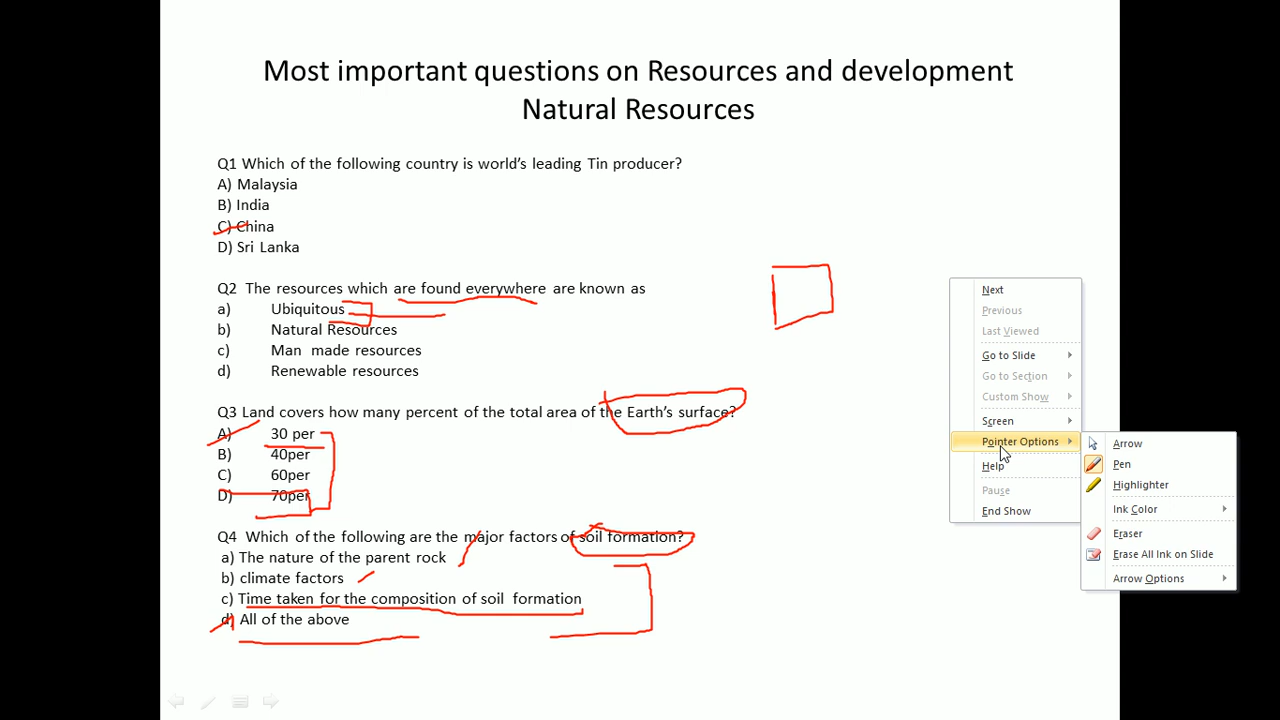 Most important questions on Resources and development
Natural Resources
Q1 Which of the following country is world's leading Tin producer?
A) Malaysia
B) India
C) China
D) Sri Lanka
Q2 The resources which are found everywhere are known as
a) Ubiquitous
b) Natural Resources
c) Man made resources
d) Renewable resources
Q3 Land covers how many percent of the total area of the Earth's surface?
A) 30 per
B) 40per
C) 60per
D) 70per
Q4 Which of the following are the major factors of soil formation?
a) The nature of the parent rock
b) climate factors
c) Time taken for the composition of soil formation
d) All of the above
Next
Previous
Last Viewed
Go to Slide
Go to Section
Custom Show
Screen
Pointer Options
Help
Pause
End Show
Arrow
Pen
Highlighter
Ink Color
Eraser
Erase All Ink on Slide
Arrow Options